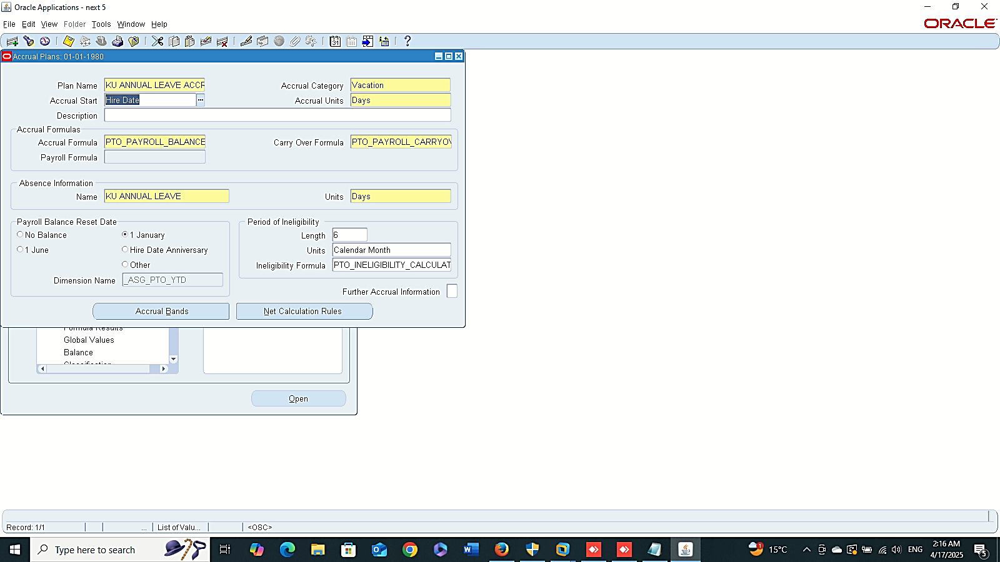 Oracle Applications - next 5
File Edit View Folder Tools Window Help
ORACLE
Accrual Plans: 01-01-1980
Plan Name KU ANNUAL LEAVE ACCR Accrual Category Vacation
Accrual Start Hire Date ... Accrual Units Days
Description
Accrual Formulas
Accrual Formula PTO_PAYROLL_BALANCE Carry Over Formula PTO_PAYROLL_CARRYOV
Payroll Formula
Absence Information
Name KU ANNUAL LEAVE Units Days
Payroll Balance Reset Date Period of Ineligibility
No Balance 1 January Length 6
1 June Hire Date Anniversary Units Calendar Month
Other Ineligibility Formula PTO_INELIGIBILITY_CALCULAT
Dimension Name _ASG_PTO_YTD
Further Accrual Information
Accrual Bands Net Calculation Rules
Formula Results
Global Values
Balance
Classification
Open
Record: 1/1 ... List of Valu... <OSC>
Type here to search 15°C ENG 2:16 AM
4/17/2025 5